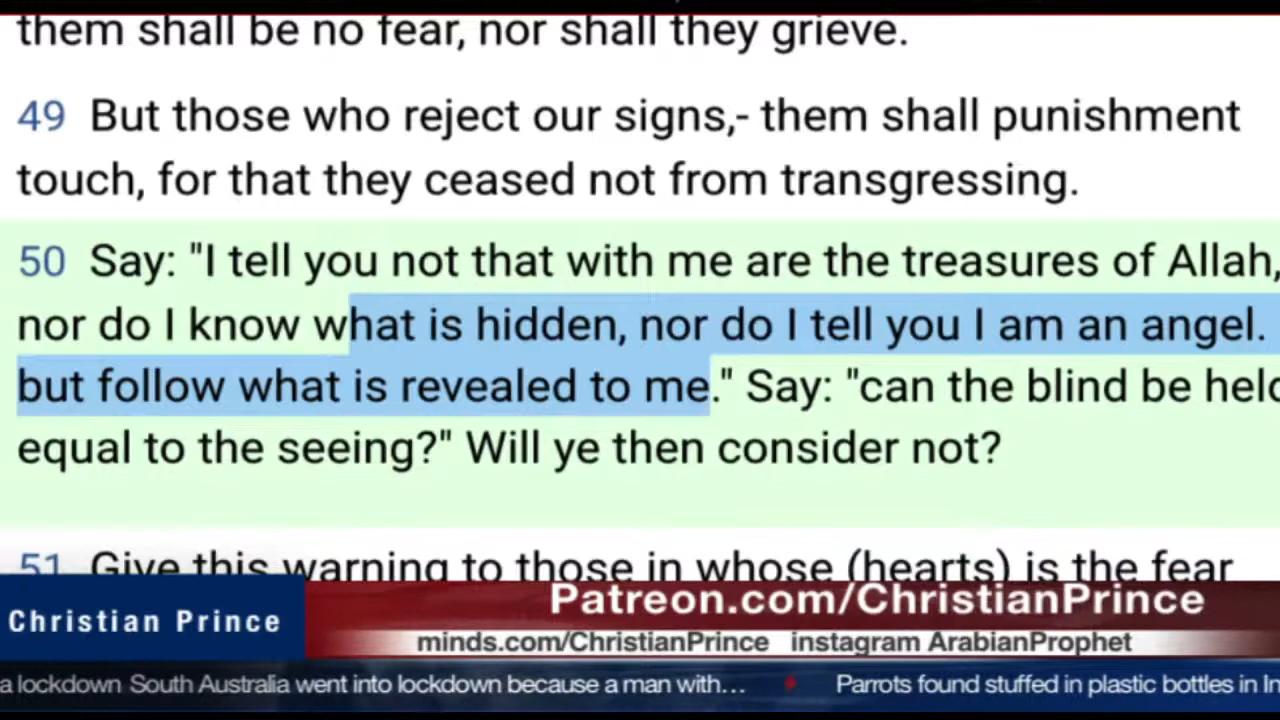 them shall be no fear, nor shall they grieve.
49 But those who reject our signs,- them shall punishment
touch, for that they ceased not from transgressing.
50 Say: "I tell you not that with me are the treasures of Allah,
nor do I know what is hidden, nor do I tell you I am an angel.
but follow what is revealed to me." Say: "can the blind be
equal to the seeing?" Will ye then consider not?
51 Give this warning to those in whose (hearts) is the fear
Christian Prince
Patreon.com/ChristianPrince
minds.com/ChristianPrince instagram ArabianProphet
a lockdown South Australia went into lockdown because a man with... Parrots found stuffed in plastic bottles in